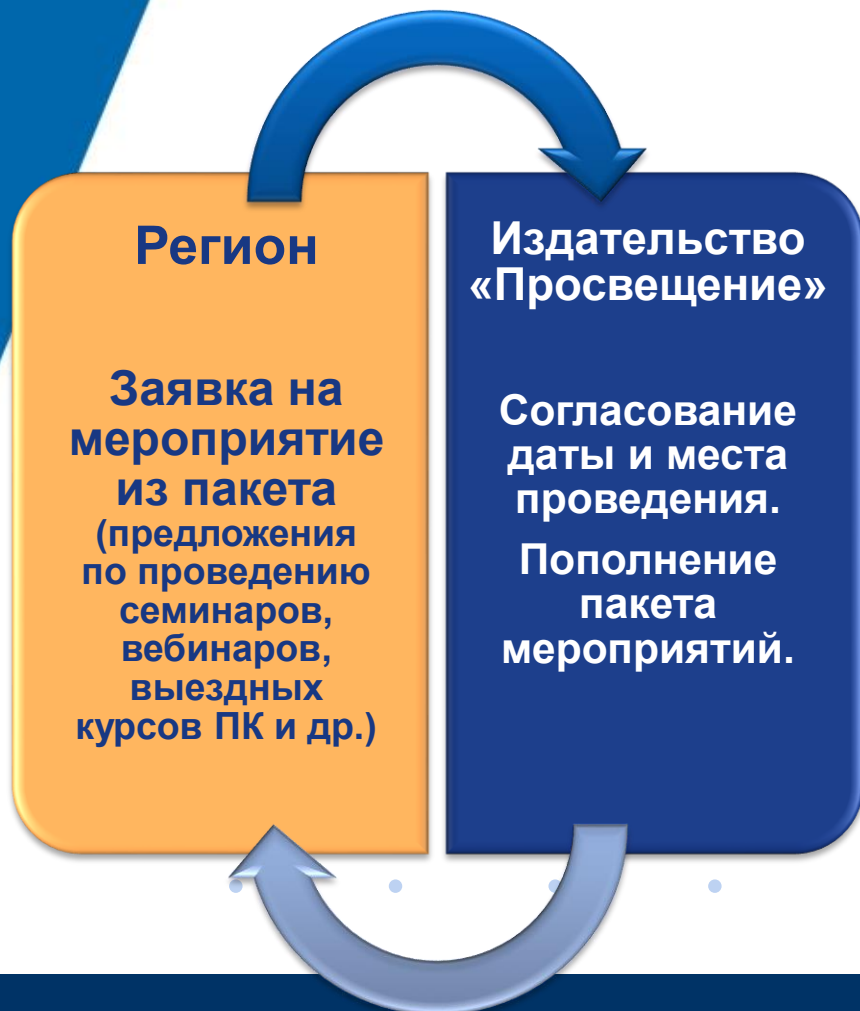 Регион
Заявка на
мероприятие
из пакета
(предложения
по проведению
семинаров,
вебинаров,
выездных
курсов ПК и др.)
Издательство
«Просвещение»
Согласование
даты и места
проведения.
Пополнение
пакета
мероприятий.